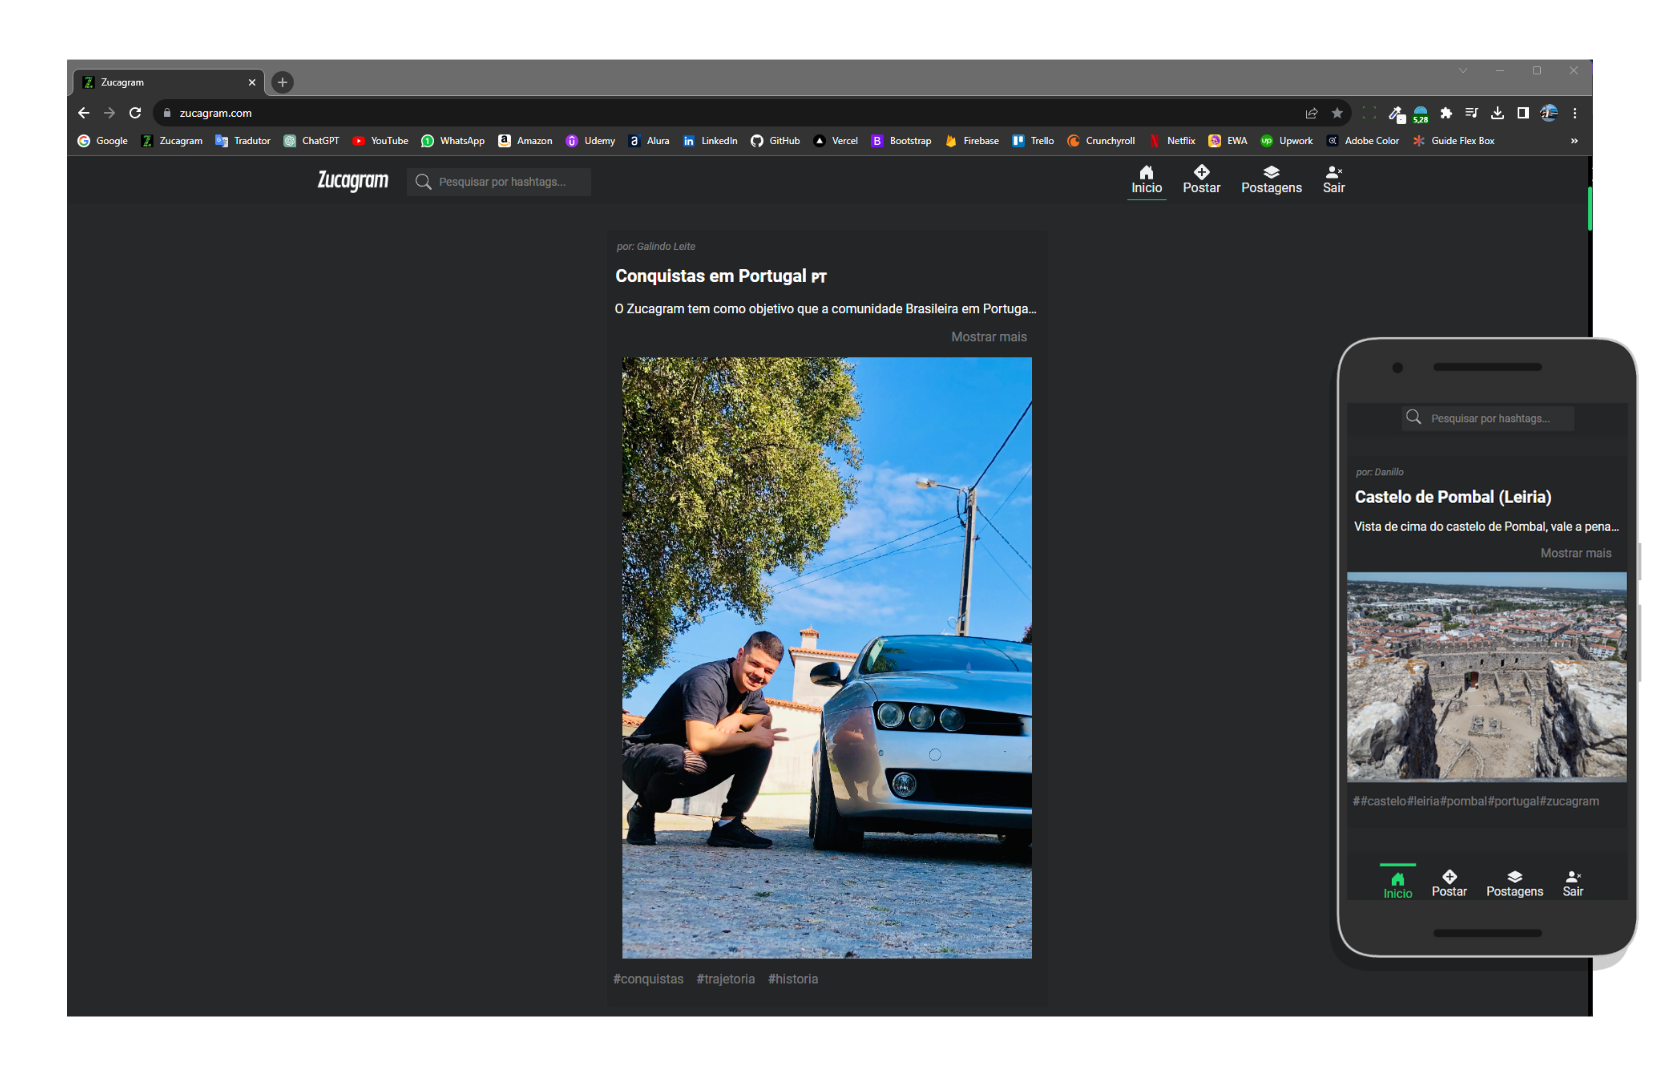 Zucagram
zucagram.com
5,28
Google Zucagram Tradutor ChatGPT YouTube WhatsApp Amazon Udemy Alura LinkedIn GitHub Vercel Bootstrap Firebase Trello Crunchyroll Netflix EWA Upwork Adobe Color Guide Flex Box »
Zucagram Pesquisar por hashtags... Inicio Postar Postagens Sair
por: Galindo Leite
Conquistas em Portugal PT
O Zucagram tem como objetivo que a comunidade Brasileira em Portuga...
Mostrar mais
#conquistas #trajetoria #historia
Pesquisar por hashtags...
por: Danillo
Castelo de Pombal (Leiria)
Vista de cima do castelo de Pombal, vale a pena...
Mostrar mais
##castelo#leiria#pombal#portugal#zucagram
Inicio Postar Postagens Sair